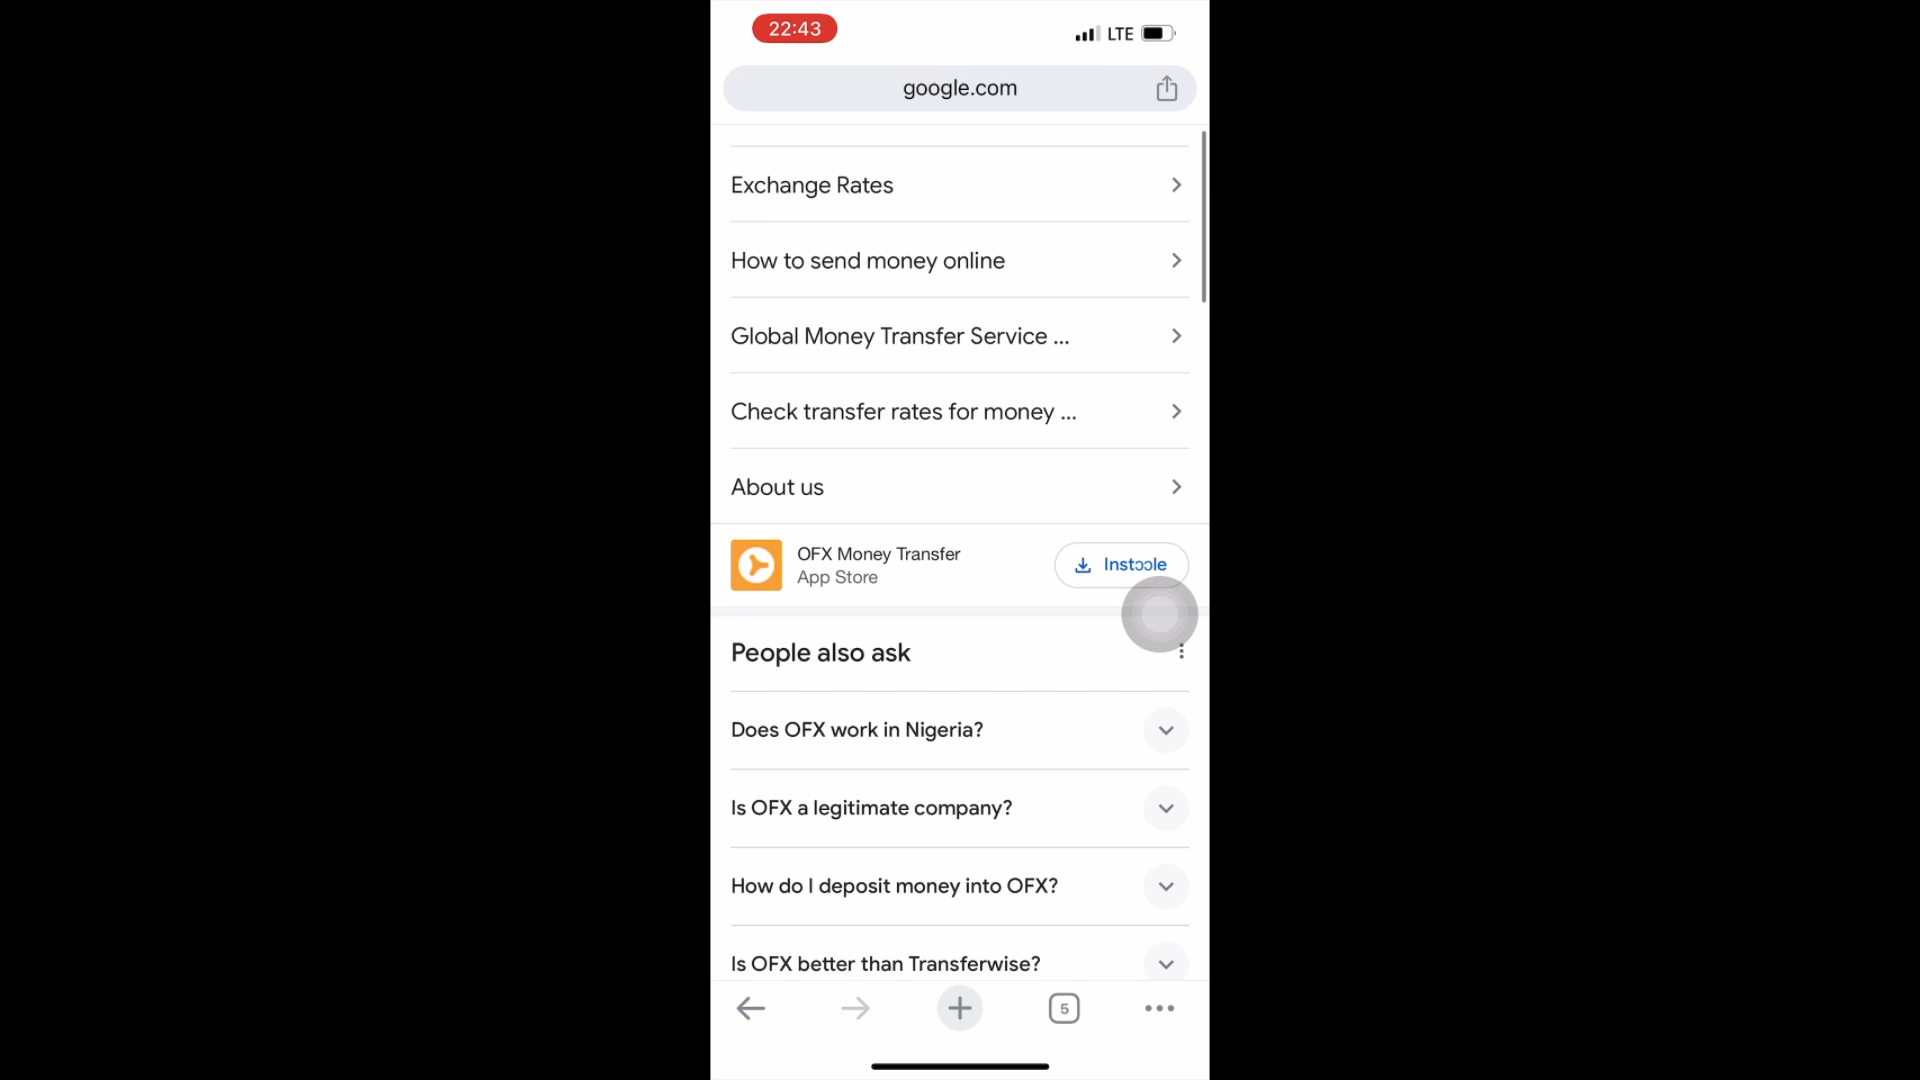 22:43
LTE
google.com
Exchange Rates
How to send money online
Global Money Transfer Service ...
Check transfer rates for money ...
About us
OFX Money Transfer
App Store
People also ask
Does OFX work in Nigeria?
Is OFX a legitimate company?
How do I deposit money into OFX?
Is OFX better than Transferwise?
5